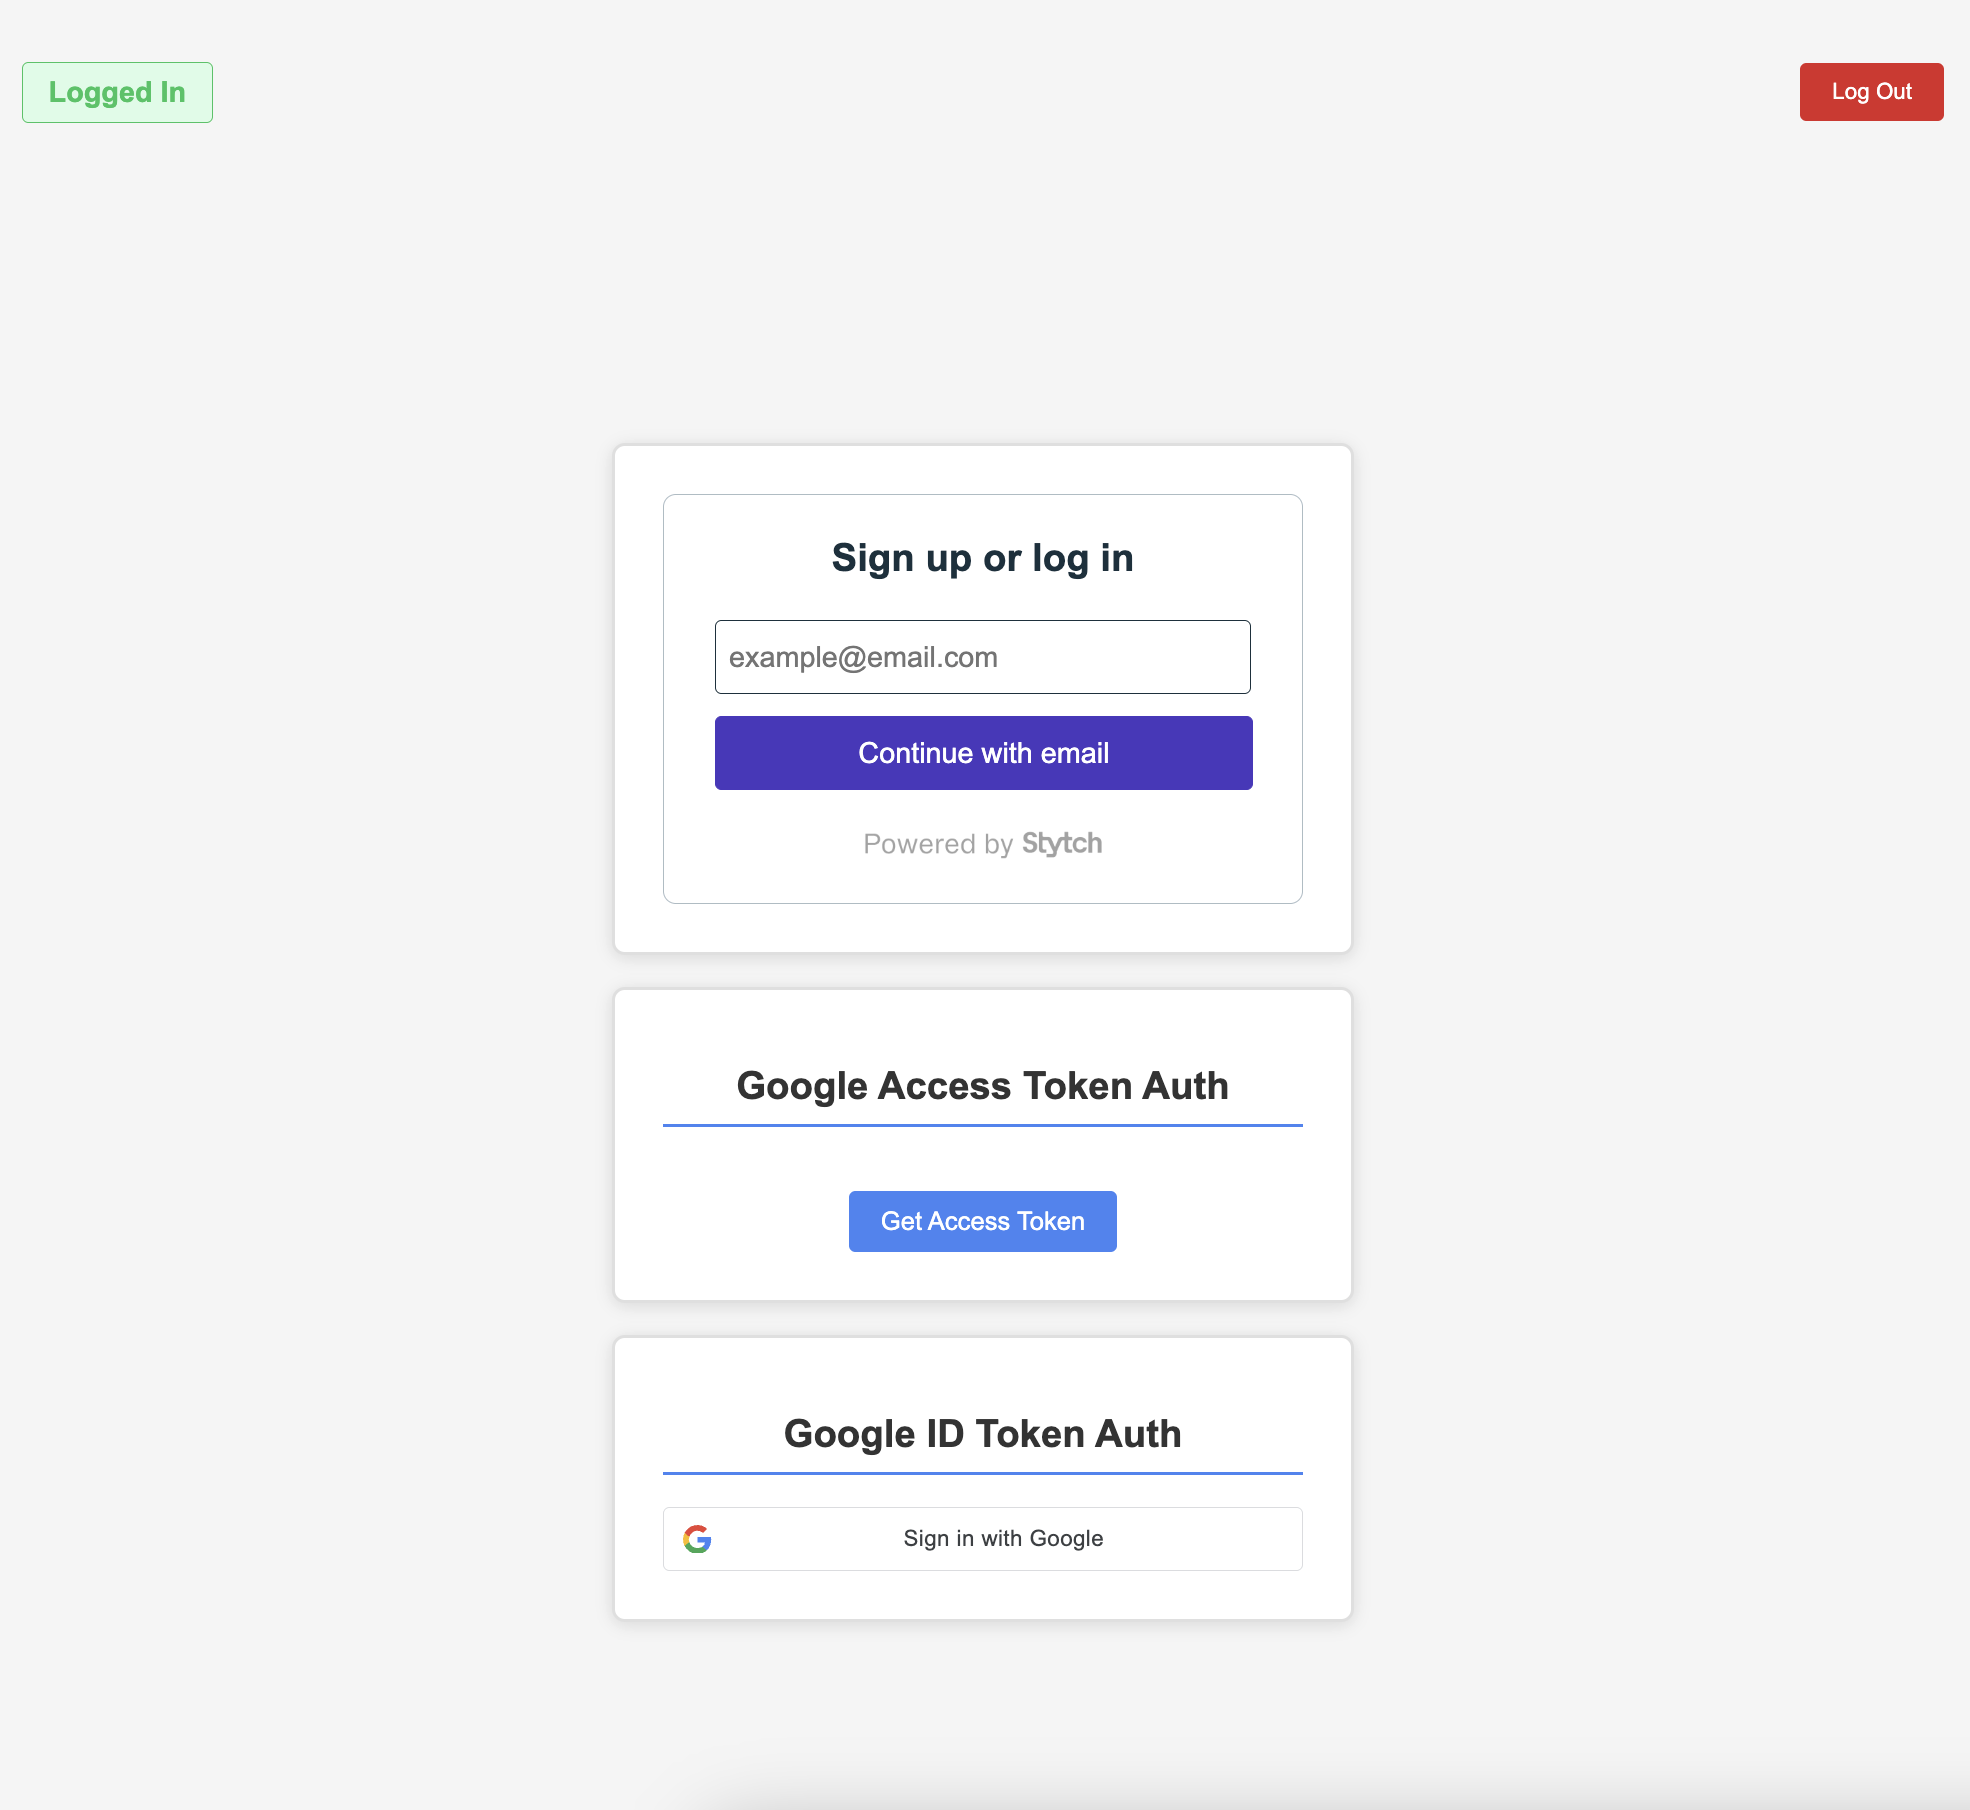 Logged In
Log Out
Sign up or log in
example@email.com
Continue with email
Powered by Stytch
Google Access Token Auth
Get Access Token
Google ID Token Auth
Sign in with Google